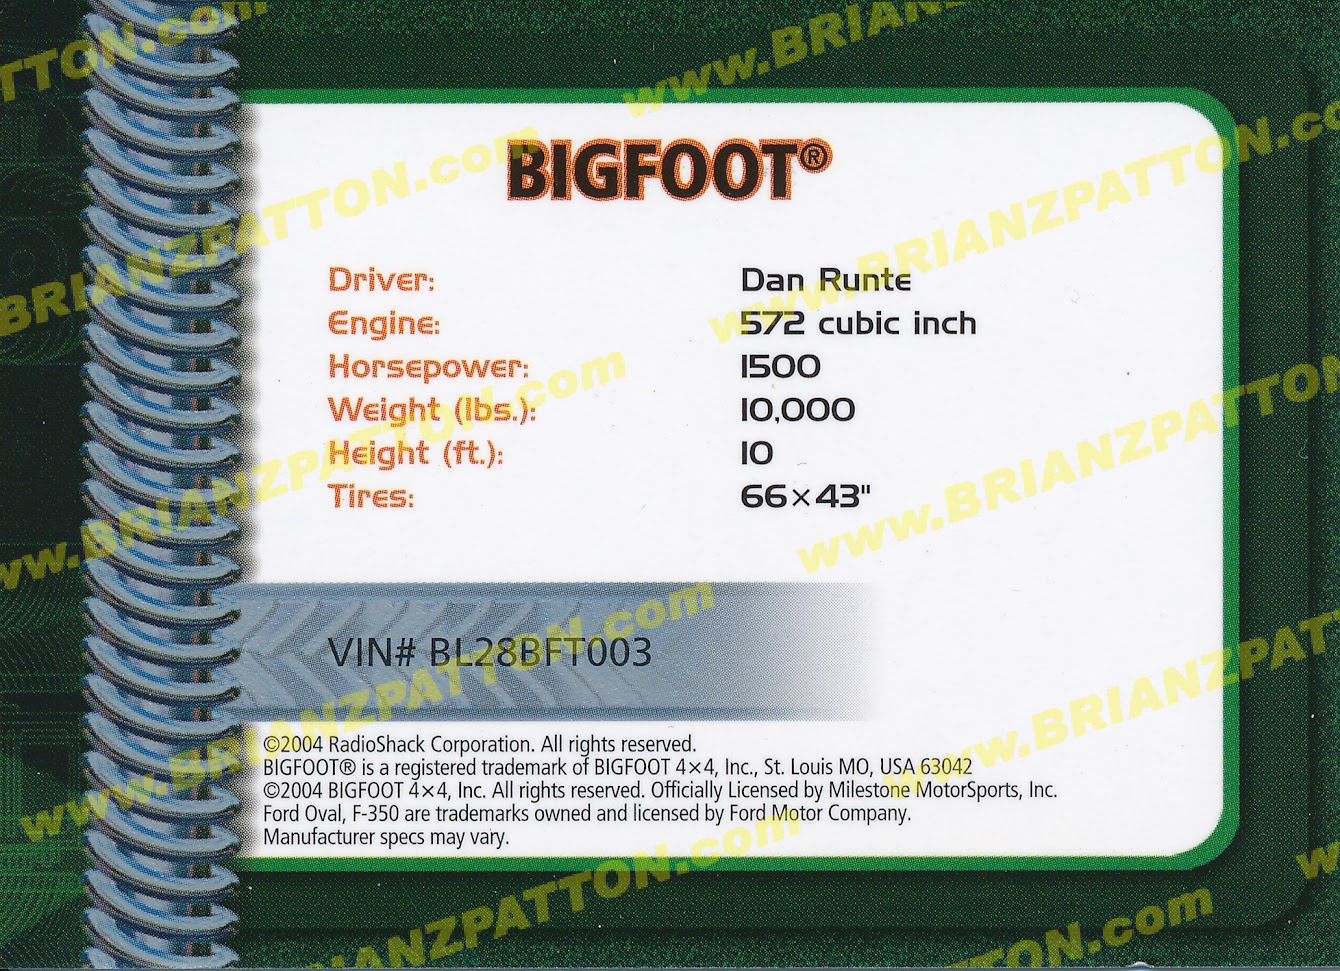 BIGFOOT®
Driver: Dan Runte
Engine: 572 cubic inch
Horsepower: 1500
Weight (lbs.): 10,000
Height (ft.): 10
Tires: 66×43"
VIN# BL28BFT003
©2004 RadioShack Corporation. All rights reserved.
BIGFOOT® is a registered trademark of BIGFOOT 4×4, Inc., St. Louis MO, USA 63042
©2004 BIGFOOT 4×4, Inc. All rights reserved. Officially Licensed by Milestone MotorSports, Inc.
Ford Oval, F-350 are trademarks owned and licensed by Ford Motor Company.
Manufacturer specs may vary.
www.BRIANZPATTON.com